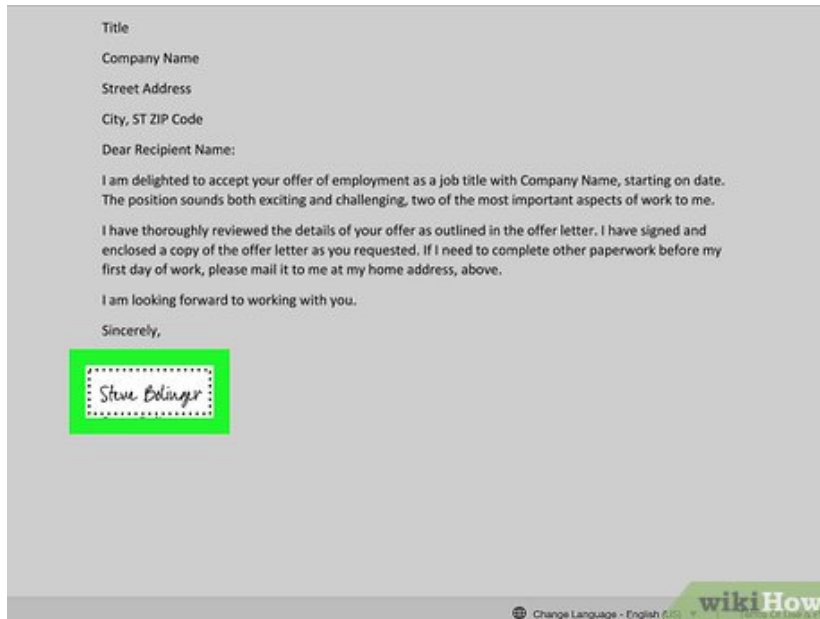 Title
Company Name
Street Address
City, ST ZIP Code
Dear Recipient Name:
I am delighted to accept your offer of employment as a job title with Company Name, starting on date.
The position sounds both exciting and challenging, two of the most important aspects of work to me.
I have thoroughly reviewed the details of your offer as outlined in the offer letter. I have signed and
enclosed a copy of the offer letter as you requested. If I need to complete other paperwork before my
first day of work, please mail it to me at my home address, above.
I am looking forward to working with you.
Sincerely,
Steve Bolinger
Change Language - English (US)
wikiHow